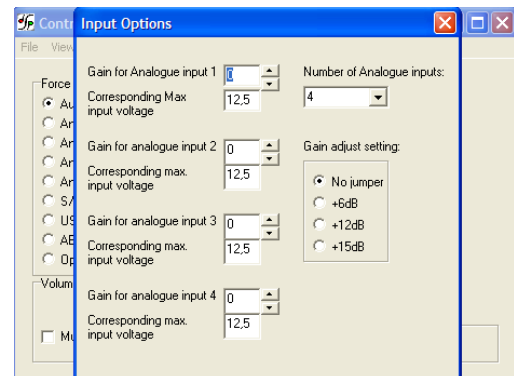 Contr
Input Options
File View
Gain for Analogue input 1 0
Corresponding Max input voltage 12,5
Number of Analogue inputs:
4
Gain for analogue input 2 0
Corresponding max. input voltage 12,5
Gain adjust setting:
No jumper
+6dB
+12dB
+15dB
Gain for analogue input 3 0
Corresponding max. input voltage 12,5
Gain for analogue input 4 0
Corresponding max. input voltage 12,5
Force
Au
An
An
An
An
S/
US
AE
Op
Volum
Mu